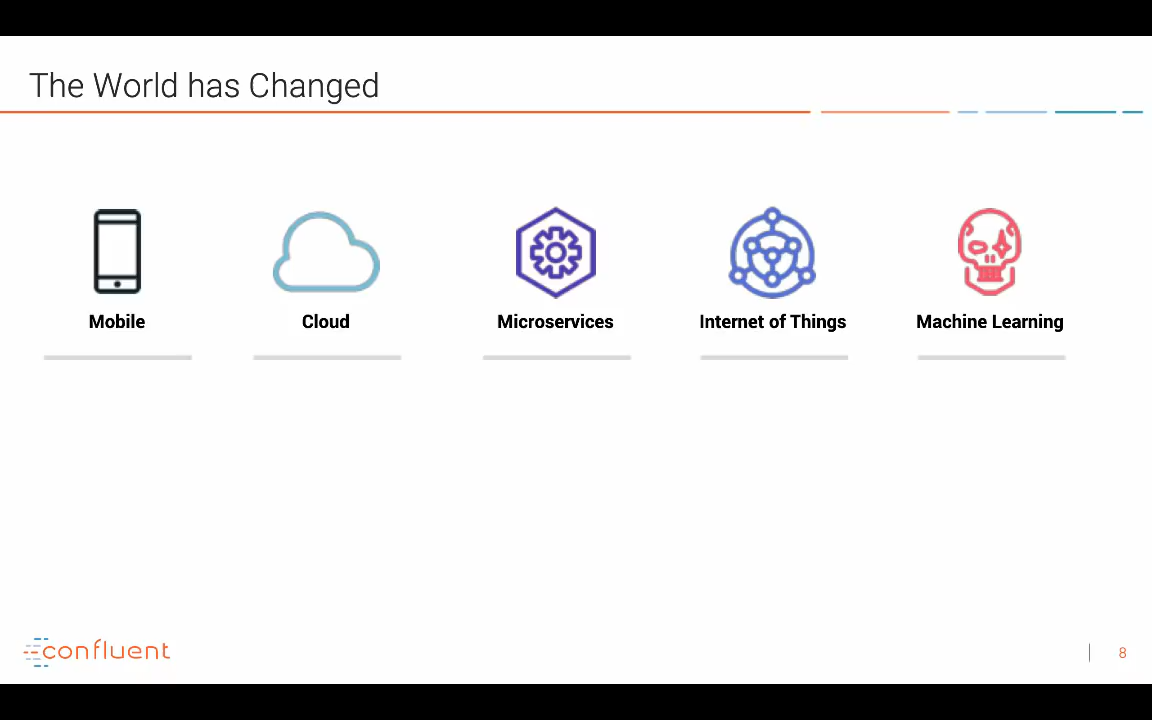 The World has Changed
Mobile
Cloud
Microservices
Internet of Things
Machine Learning
confluent
8